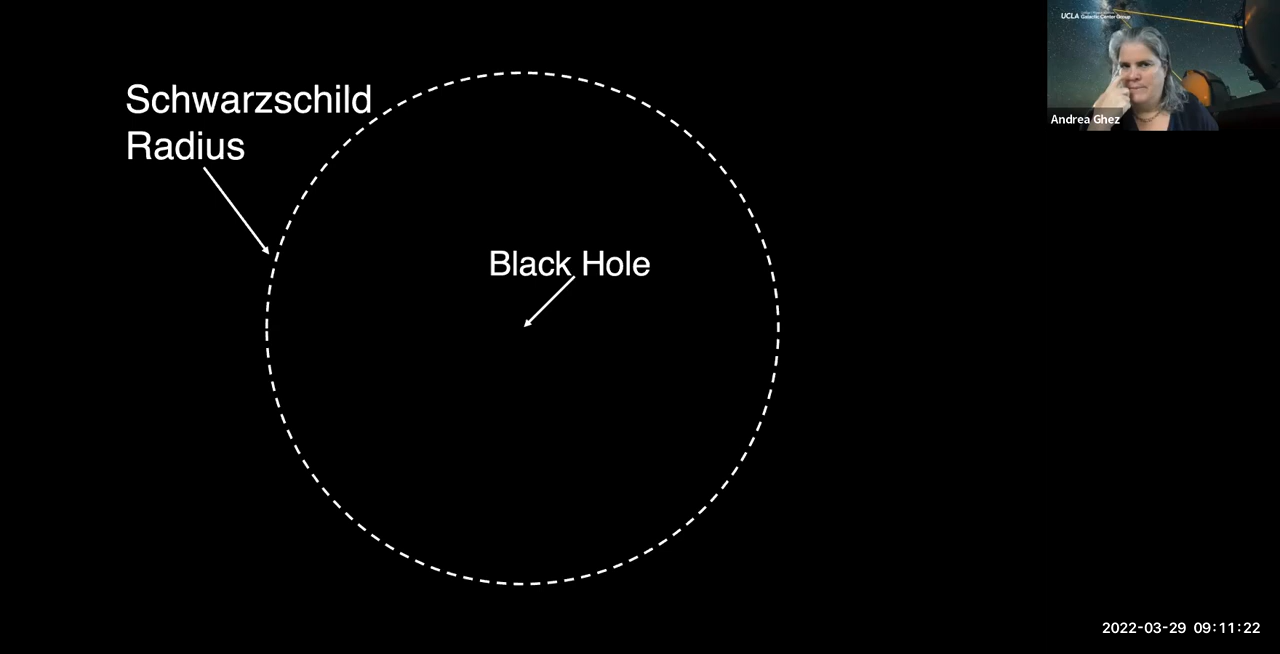 Schwarzschild
Radius
Black Hole
UCLA Galactic Center Group
Andrea Ghez
2022-03-29 09:11:22